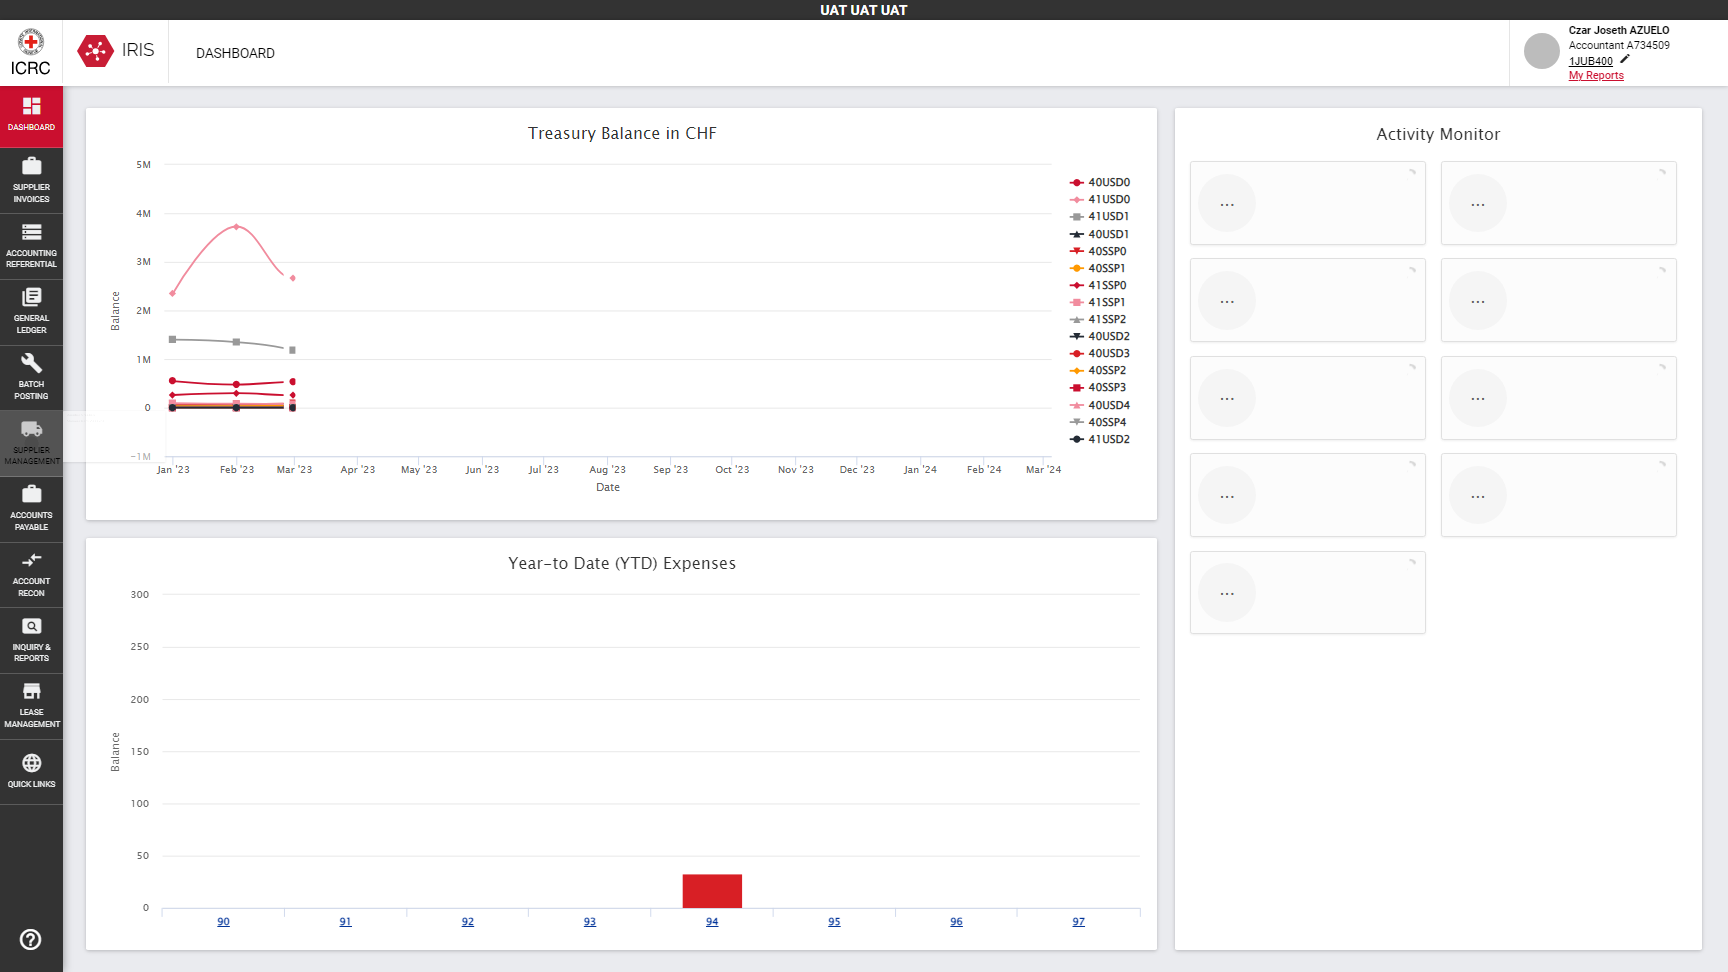 UAT UAT UAT
ICRC
IRIS
DASHBOARD
Czar Joseth AZUELO
Accountant A734509
1JUB400
My Reports
DASHBOARD
SUPPLIER
INVOICES
ACCOUNTING
REFERENTIAL
GENERAL
LEDGER
BATCH
POSTING
SUPPLIER
MANAGEMENT
ACCOUNTS
PAYABLE
ACCOUNT
RECON
INQUIRY &
REPORTS
LEASE
MANAGEMENT
QUICK LINKS
Treasury Balance in CHF
Balance
5M
4M
3M
2M
1M
0
-1M
Jan '23 Feb '23 Mar '23 Apr '23 May '23 Jun '23 Jul '23 Aug '23 Sep '23 Oct '23 Nov '23 Dec '23 Jan '24 Feb '24 Mar '24
Date
40USD0
41USD0
41USD1
40USD1
40SSP0
40SSP1
41SSP0
41SSP1
41SSP2
40USD2
40USD3
40SSP2
40SSP3
40USD4
40SSP4
41USD2
Year-to Date (YTD) Expenses
Balance
300
250
200
150
100
50
0
90 91 92 93 94 95 96 97
Activity Monitor
... ...
... ...
... ...
... ...
...